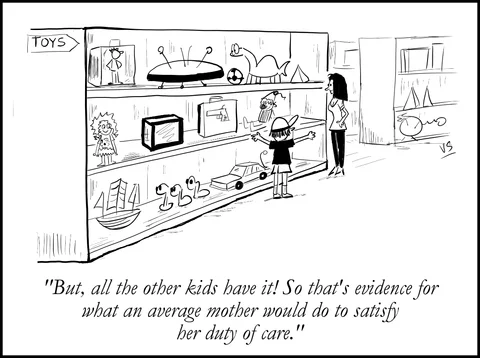 TOYS
VS
"But, all the other kids have it! So that's evidence for
what an average mother would do to satisfy
her duty of care."